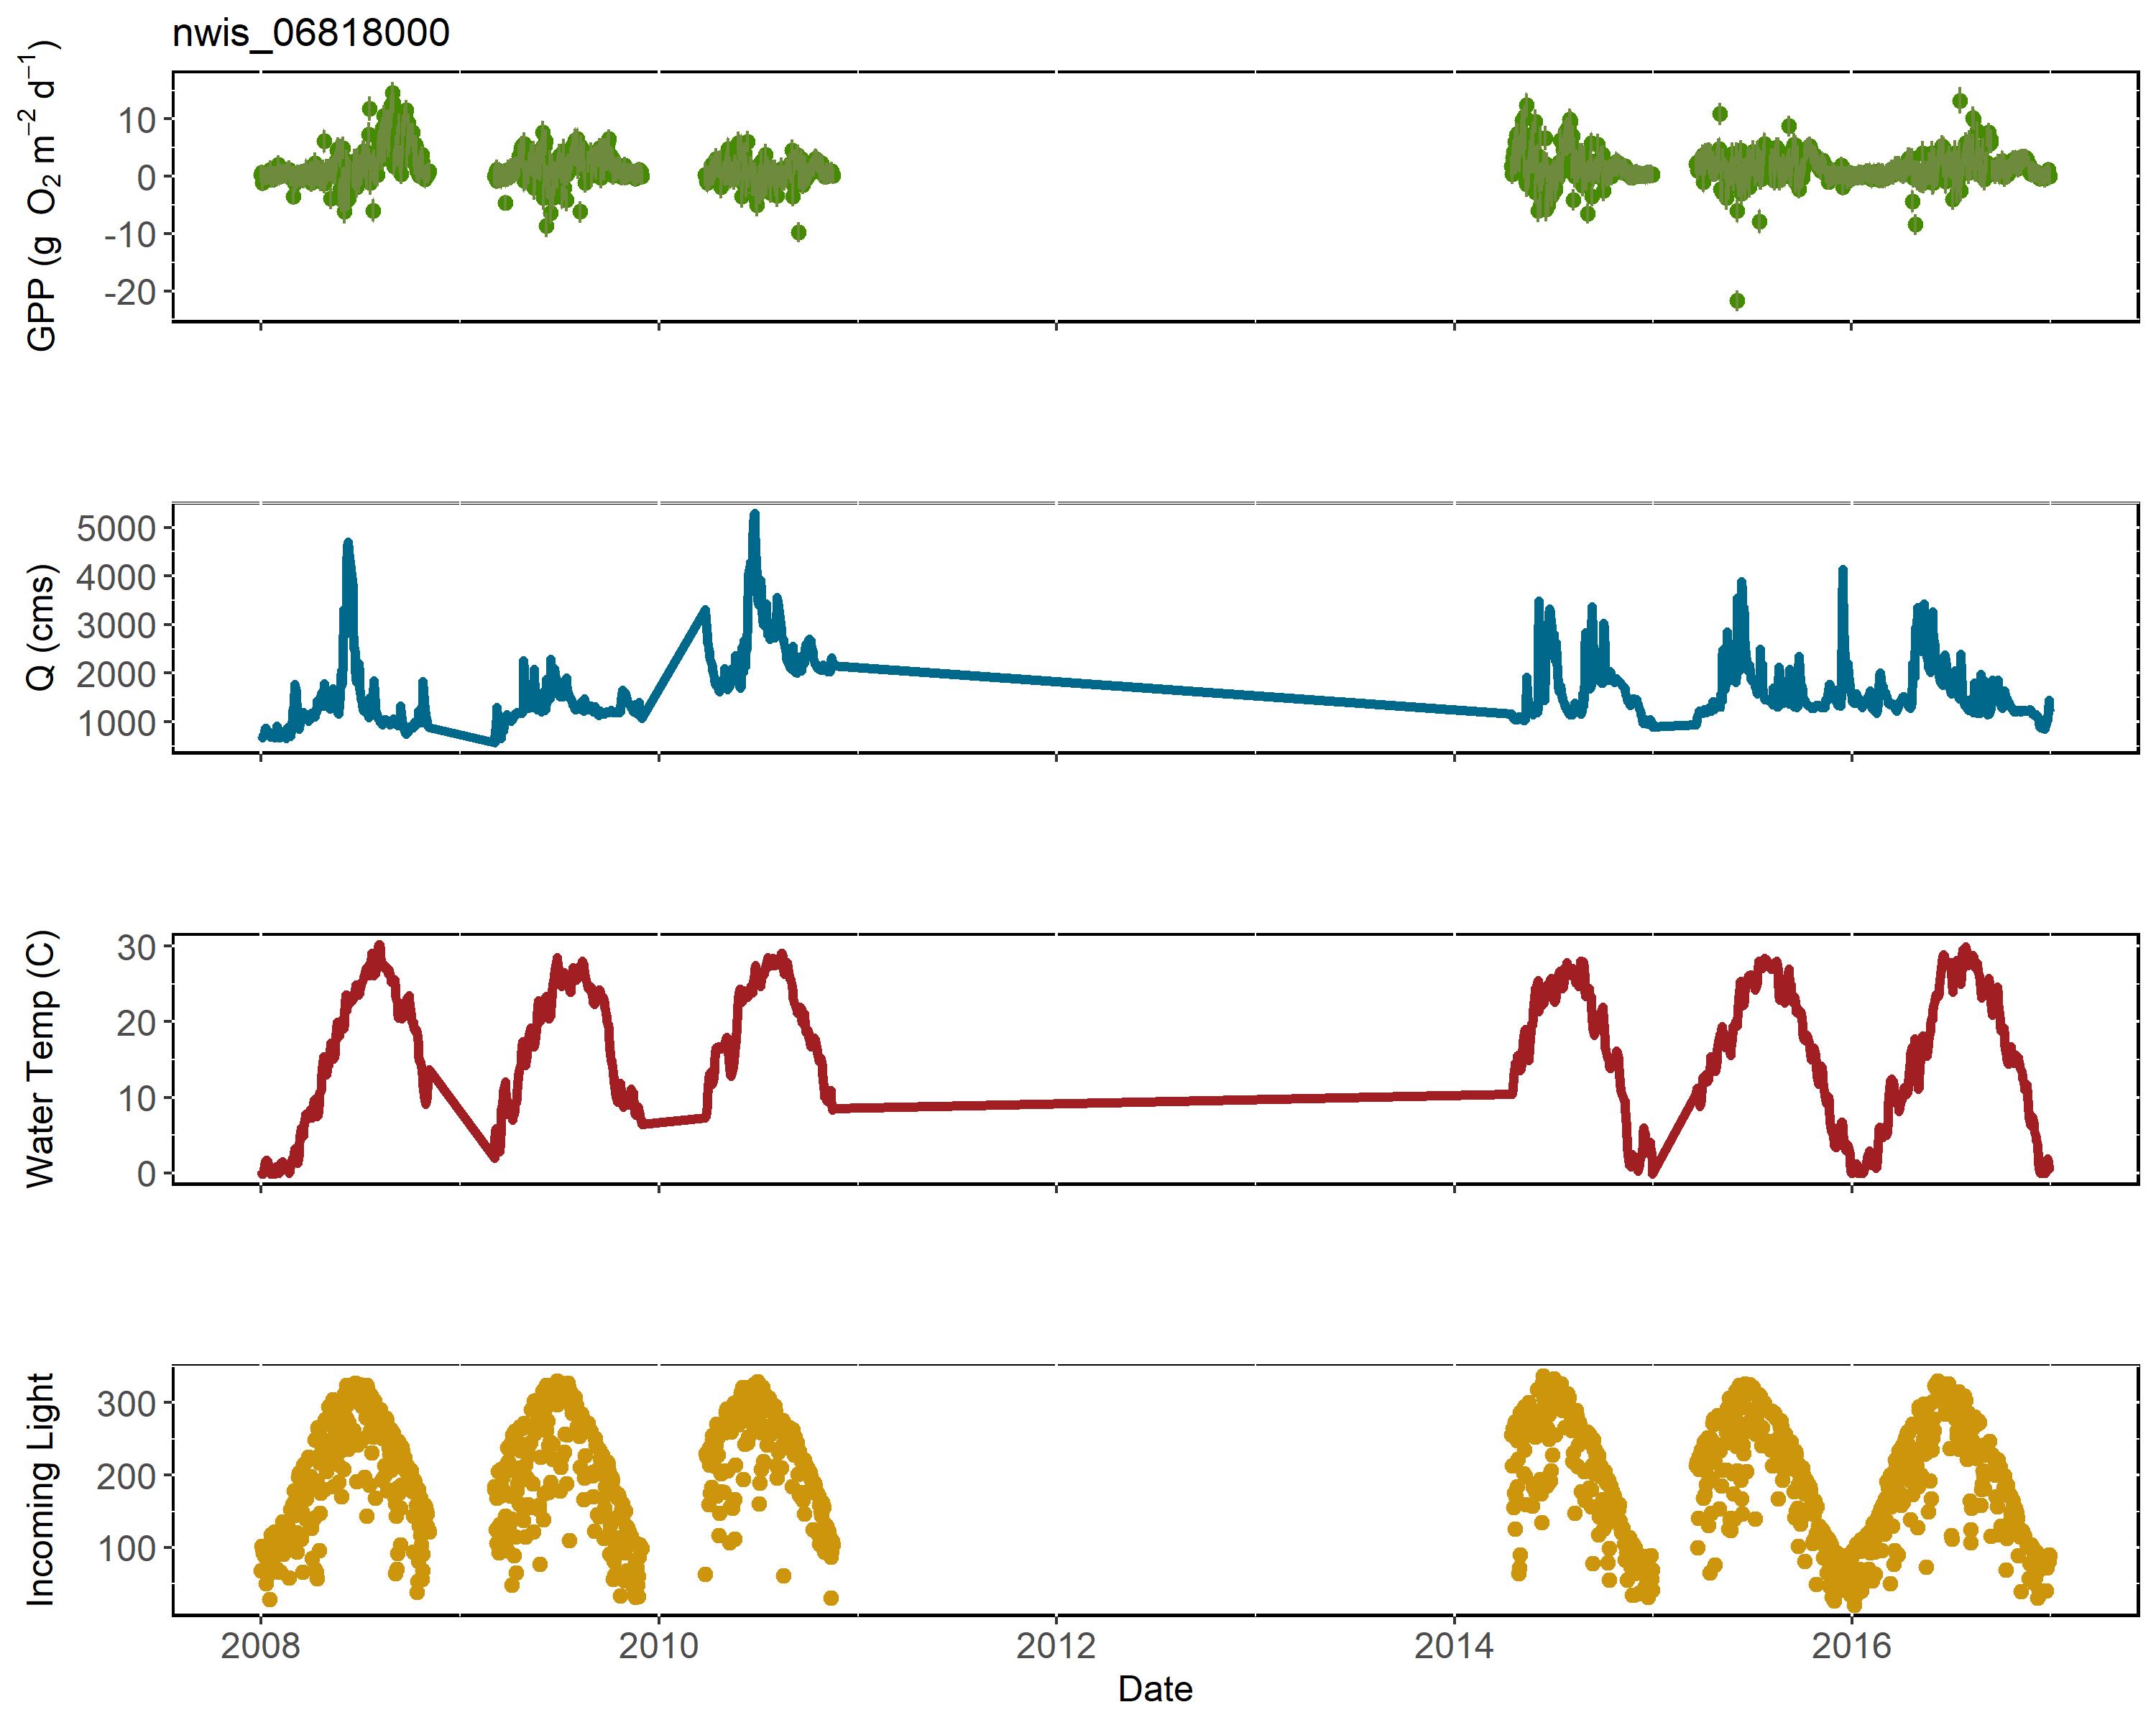 nwis_06818000
GPP (g O₂ m⁻² d⁻¹)
10
0
-10
-20
Q (cms)
5000
4000
3000
2000
1000
Water Temp (C)
30
20
10
0
Incoming Light
300
200
100
2008 2010 2012 2014 2016
Date